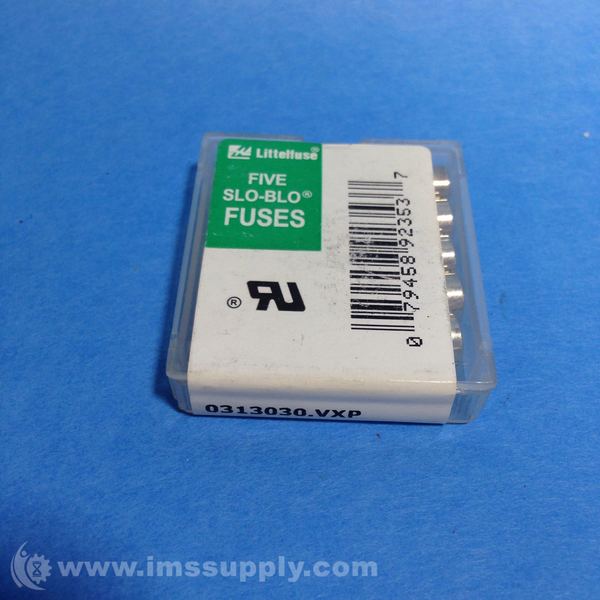 Littelfuse®
FIVE
SLO-BLO®
FUSES
®
0 79458 92353 7
0313030.VXP
www.imssupply.com